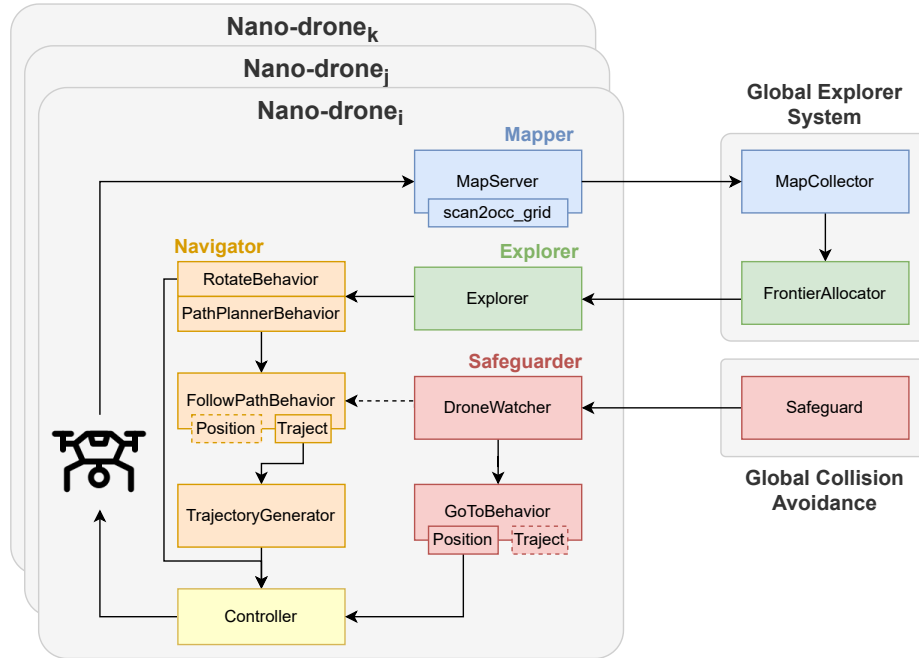 Nano-drone_k
Nano-drone_j
Nano-drone_i
Global Explorer
System
Mapper
MapServer
scan2occ_grid
MapCollector
Navigator
RotateBehavior
PathPlannerBehavior
Explorer
Explorer
FrontierAllocator
Safeguarder
FollowPathBehavior
Position
Traject
DroneWatcher
Safeguard
Global Collision
Avoidance
TrajectoryGenerator
GoToBehavior
Position
Traject
Controller